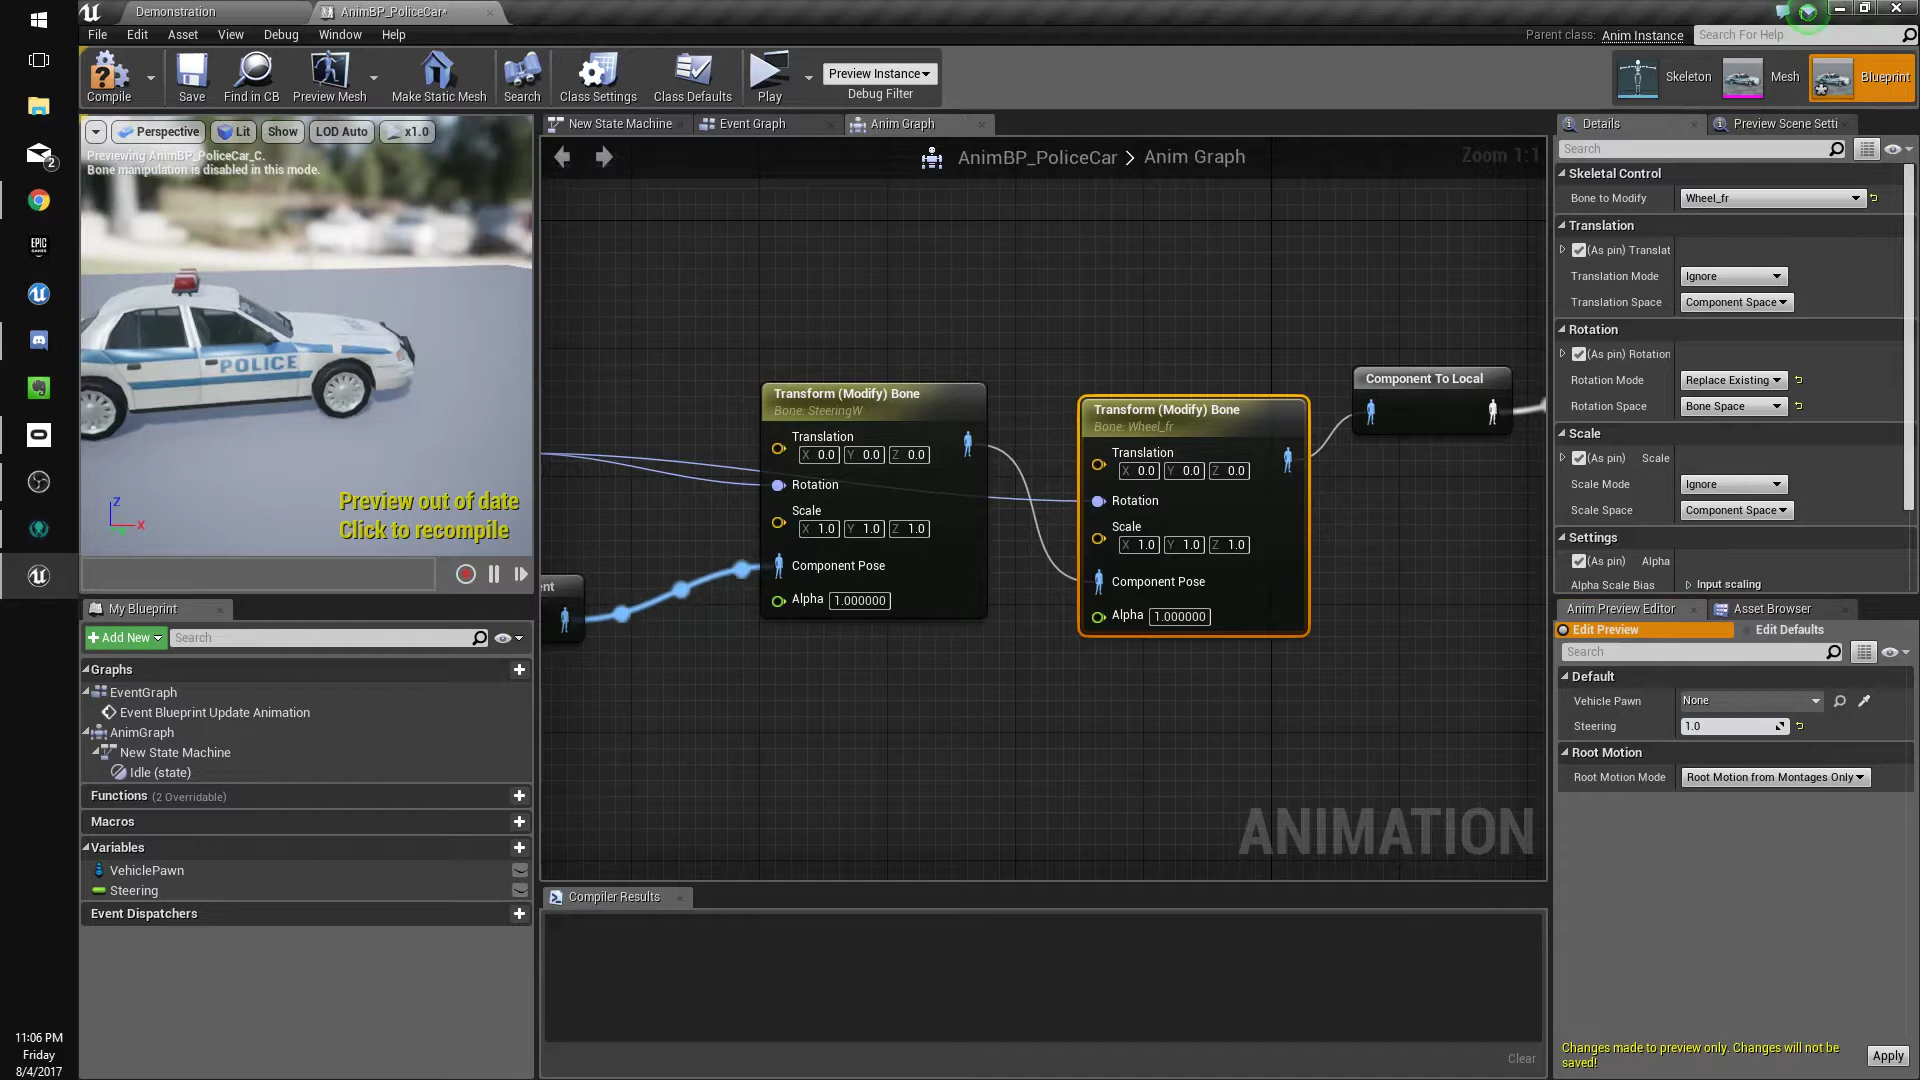 Demonstration
AnimBP_PoliceCar*
File Edit Asset View Debug Window Help
Parent class: Anim Instance
Search For Help
Compile
Save
Find in CB
Preview Mesh
Make Static Mesh
Search
Class Settings
Class Defaults
Play
Preview Instance
Debug Filter
Skeleton
Mesh
Blueprint
Perspective
Lit
Show
LOD Auto
x1.0
Previewing AnimBP_PoliceCar_C.
Bone manipulation is disabled in this mode.
POLICE
Z
X
Preview out of date
Click to recompile
New State Machine
Event Graph
Anim Graph
AnimBP_PoliceCar > Anim Graph
Zoom 1:1
Transform (Modify) Bone
Bone: SteeringW
Translation
X 0.0 Y 0.0 Z 0.0
Rotation
Scale
X 1.0 Y 1.0 Z 1.0
Component Pose
Alpha 1.000000
Transform (Modify) Bone
Bone: Wheel_fr
Translation
X 0.0 Y 0.0 Z 0.0
Rotation
Scale
X 1.0 Y 1.0 Z 1.0
Component Pose
Alpha 1.000000
Component To Local
ent
ANIMATION
Compiler Results
Clear
My Blueprint
+Add New
Search
Graphs
EventGraph
Event Blueprint Update Animation
AnimGraph
New State Machine
Idle (state)
Functions (2 Overridable)
Macros
Variables
VehiclePawn
Steering
Event Dispatchers
Details
Preview Scene Setti
Search
Skeletal Control
Bone to Modify Wheel_fr
Translation
(As pin) Translat
Translation Mode Ignore
Translation Space Component Space
Rotation
(As pin) Rotation
Rotation Mode Replace Existing
Rotation Space Bone Space
Scale
(As pin) Scale
Scale Mode Ignore
Scale Space Component Space
Settings
(As pin) Alpha
Alpha Scale Bias Input scaling
Anim Preview Editor
Asset Browser
Edit Preview
Edit Defaults
Search
Default
Vehicle Pawn None
Steering 1.0
Root Motion
Root Motion Mode Root Motion from Montages Only
Changes made to preview only. Changes will not be
saved!
Apply
2
EPIC
GAMES
11:06 PM
Friday
8/4/2017